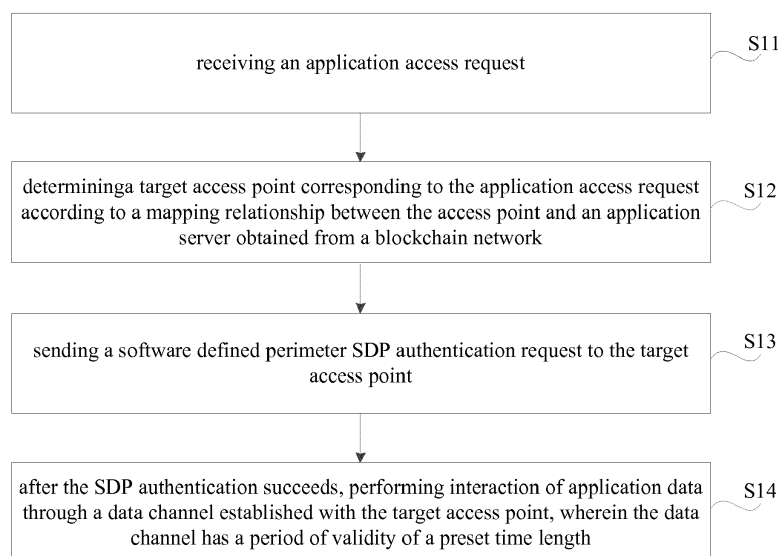 receiving an application access request
S11
determininga target access point corresponding to the application access request
according to a mapping relationship between the access point and an application
server obtained from a blockchain network
S12
sending a software defined perimeter SDP authentication request to the target
access point
S13
after the SDP authentication succeeds, performing interaction of application data
through a data channel established with the target access point, wherein the data
channel has a period of validity of a preset time length
S14